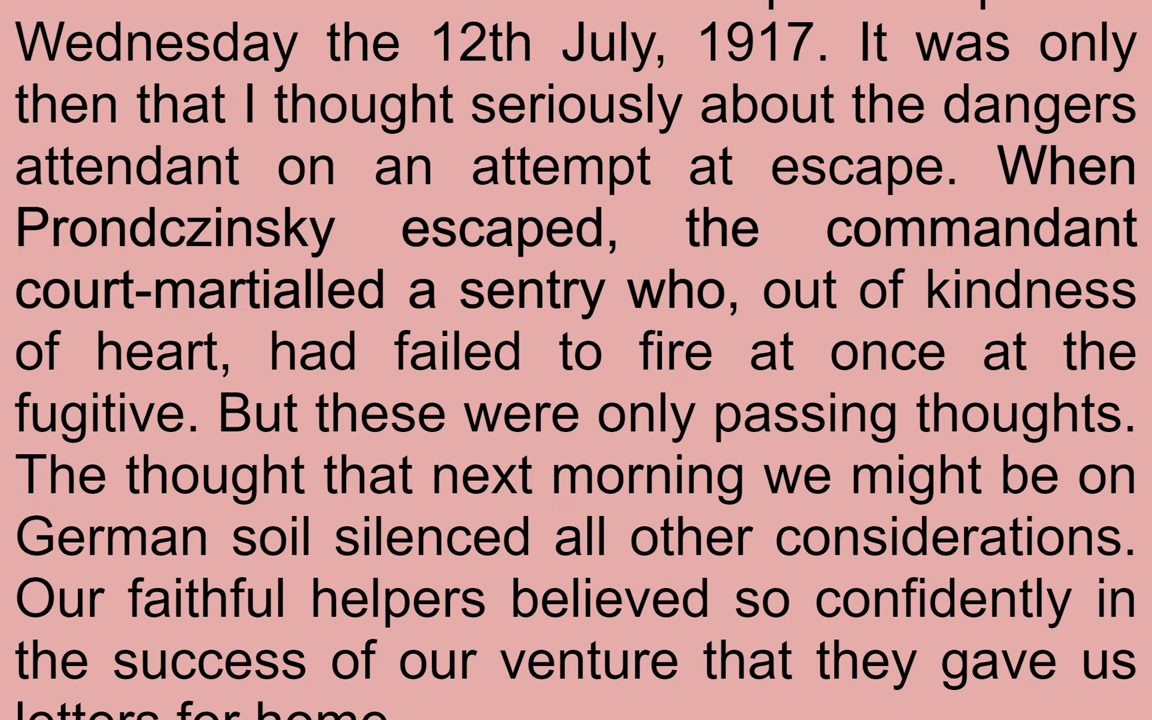 Wednesday the 12th July, 1917. It was only
then that I thought seriously about the dangers
attendant on an attempt at escape. When
Prondczinsky escaped, the commandant
court-martialled a sentry who, out of kindness
of heart, had failed to fire at once at the
fugitive. But these were only passing thoughts.
The thought that next morning we might be on
German soil silenced all other considerations.
Our faithful helpers believed so confidently in
the success of our venture that they gave us
letters for home